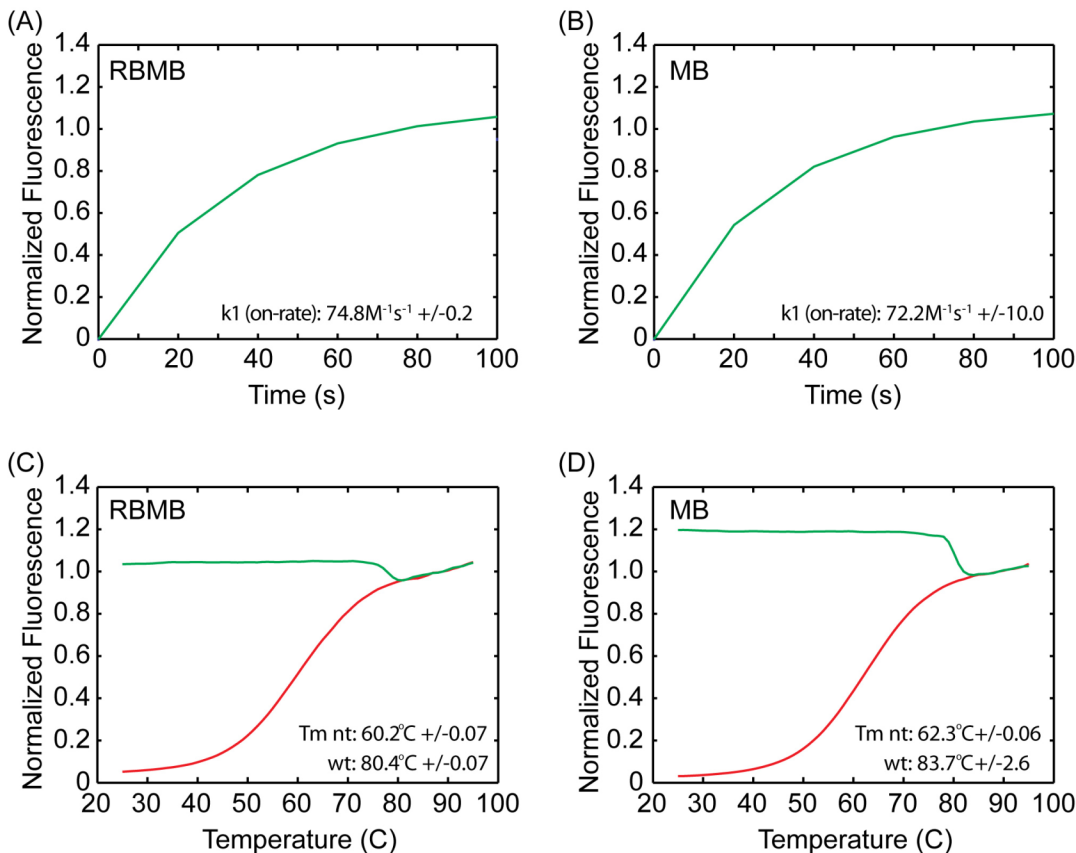 (A)
RBMB
Normalized Fluorescence
1.4
1.2
1.0
0.8
0.6
0.4
0.2
0
k1 (on-rate): 74.8M⁻¹s⁻¹ +/-0.2
0 20 40 60 80 100
Time (s)
(B)
MB
Normalized Fluorescence
1.4
1.2
1.0
0.8
0.6
0.4
0.2
0
k1 (on-rate): 72.2M⁻¹s⁻¹ +/-10.0
0 20 40 60 80 100
Time (s)
(C)
RBMB
Normalized Fluorescence
1.4
1.2
1.0
0.8
0.6
0.4
0.2
0
Tm nt: 60.2°C +/-0.07
wt: 80.4°C +/-0.07
20 30 40 50 60 70 80 90 100
Temperature (C)
(D)
MB
Normalized Fluorescence
1.4
1.2
1.0
0.8
0.6
0.4
0.2
0
Tm nt: 62.3°C+/-0.06
wt: 83.7°C+/-2.6
20 30 40 50 60 70 80 90 100
Temperature (C)